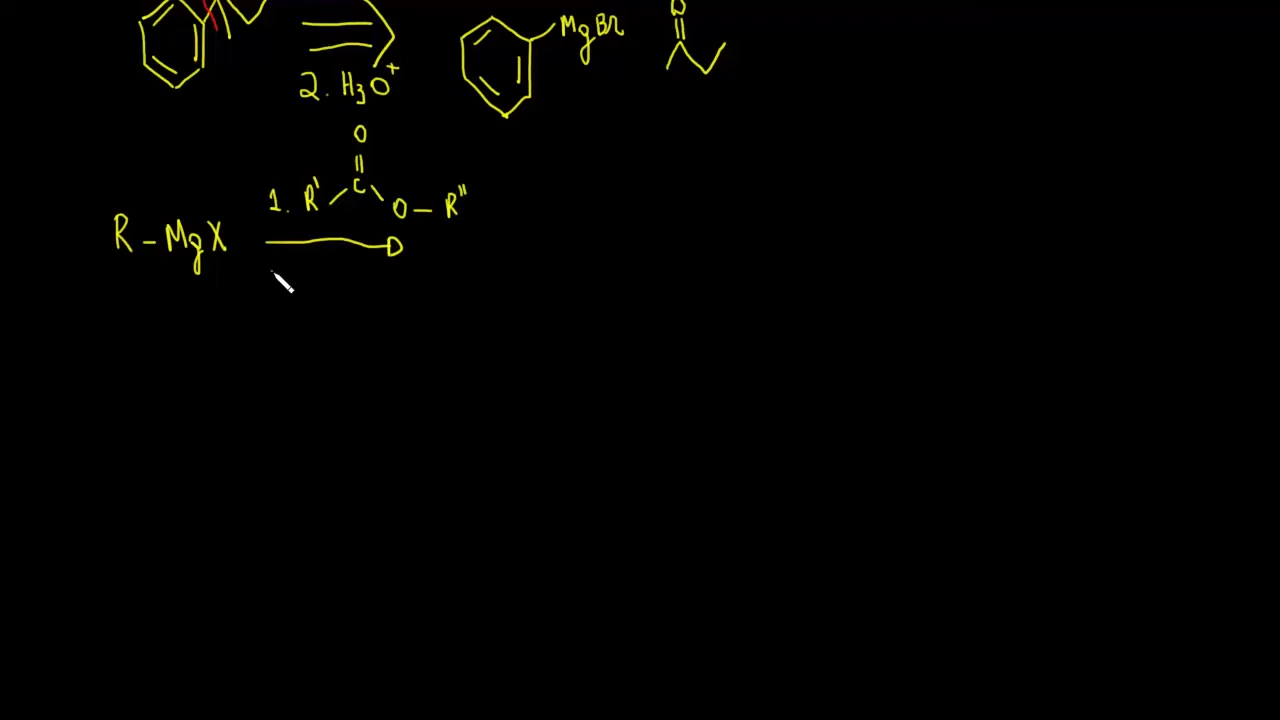 O
MgBr
2. H₃O⁺
O
||
1. R' C O – R''
R – MgX